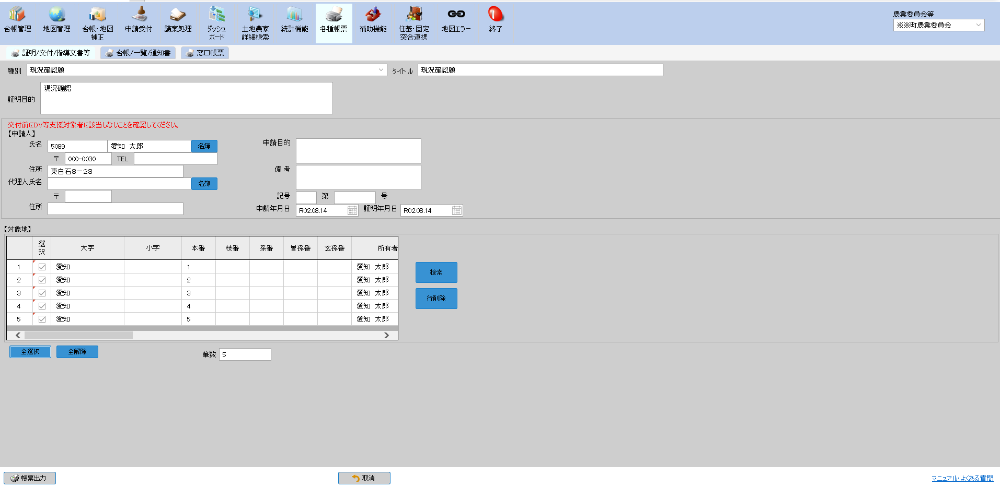 台帳管理 地図管理 台帳・地図補正 申請受付 議案処理 ダッシュボード 土地農家詳細検索 統計機能 各種帳票 補助機能 住基・固定突合連携 地図エラー 終了
農業委員会等
※※町農業委員会
証明/交付/指導文書等 台帳/一覧/通知書 窓口帳票
種別 現況確認願 タイトル 現況確認願
証明目的 現況確認
交付前にDV等支援対象者に該当しないことを確認してください。
【申請人】
氏名 5089 愛知 太郎 名簿
〒 000-0030 TEL
住所 東白石8－23
代理人氏名 名簿
〒
住所
申請目的
備考
記号 第 号
申請年月日 R02.08.14 証明年月日 R02.08.14
【対象地】
選択 大字 小字 本番 枝番 孫番 曽孫番 玄孫番 所有者
1 愛知 1 愛知 太郎
2 愛知 2 愛知 太郎
3 愛知 3 愛知 太郎
4 愛知 4 愛知 太郎
5 愛知 5 愛知 太郎
検索
行削除
全選択 全解除 筆数 5
帳票出力 取消 マニュアル・よくある質問